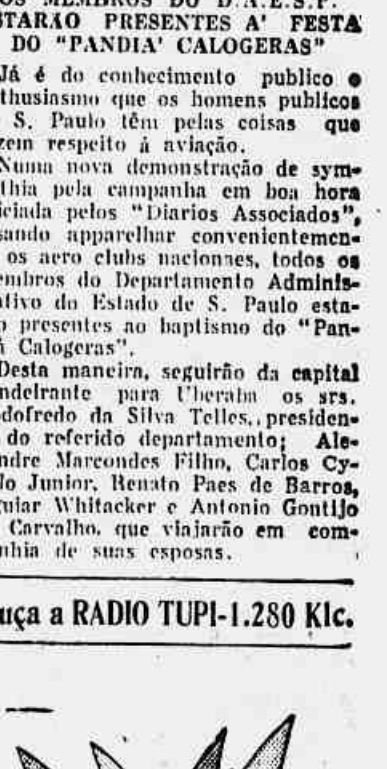 OS MEMBROS DO D.A.E.S.P.
STARÃO PRESENTES A' FESTA
DO "PANDIA' CALOGERAS"
Já é do conhecimento publico o
thusiasmo que os homens publicos
S. Paulo têm pelas coisas que
zem respeito á aviação.
Numa nova demonstração de sym-
thia pela campanha em boa hora
iciada pelos "Diarios Associados",
sando apparelhar convenientemen-
os aero clubs nacionaes, todos os
embros do Departamento Adminis-
ativo do Estado de S. Paulo esta-
o presentes ao baptismo do "Pan-
á Calogeras".
Desta maneira, seguirão da capital
ndeirante para Uberaba os srs.
dofredo da Silva Telles, presiden-
do referido departamento; Ale-
ndre Marcondes Filho, Carlos Cy-
lo Junior, Renato Paes de Barros,
uiar Whitacker e Antonio Gontijo
Carvalho, que viajarão em com-
nhia de suas esposas.
uça a RADIO TUPI-1.280 Klc.